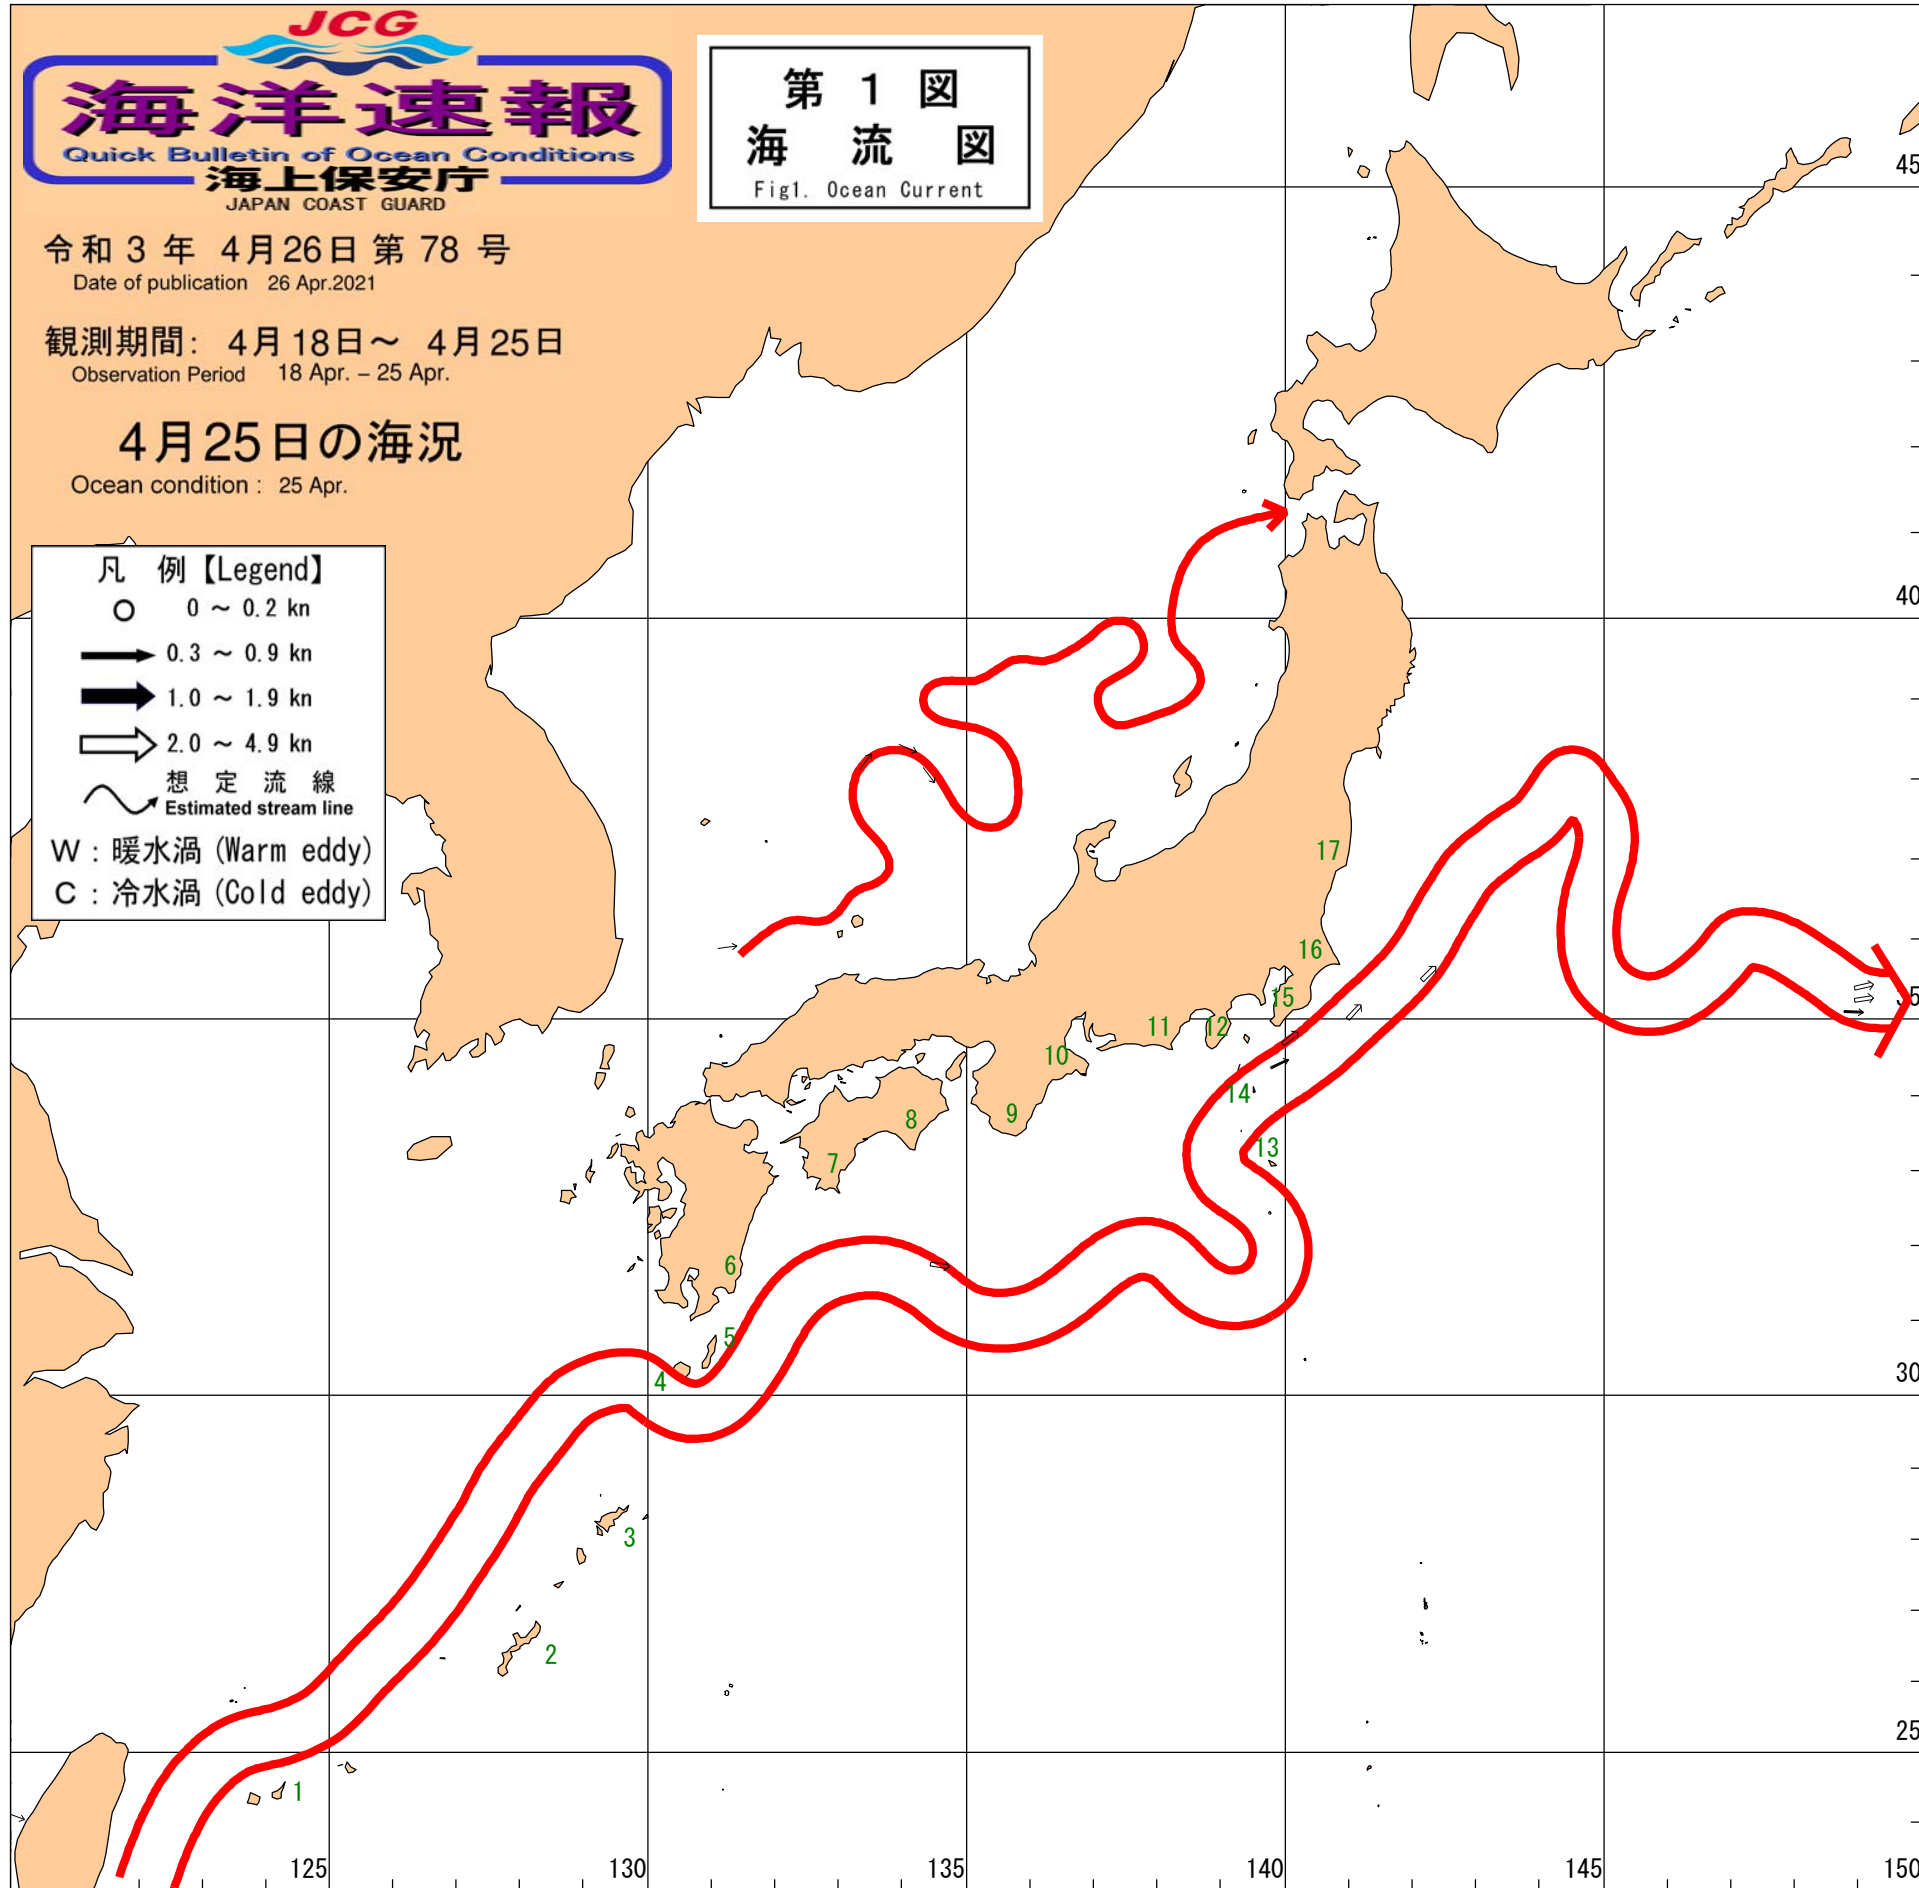 JCG
海洋速報
Quick Bulletin of Ocean Conditions
海上保安庁
JAPAN COAST GUARD
第 1 図
海 流 図
Fig1. Ocean Current
令和 3 年 4月26日 第 78 号
Date of publication 26 Apr.2021
観測期間: 4月18日～ 4月25日
Observation Period 18 Apr. – 25 Apr.
4月25日の海況
Ocean condition : 25 Apr.
凡 例【Legend】
0 ～ 0.2 kn
0.3 ～ 0.9 kn
1.0 ～ 1.9 kn
2.0 ～ 4.9 kn
想 定 流 線
Estimated stream line
W : 暖水渦 (Warm eddy)
C : 冷水渦 (Cold eddy)
45
40
17
16
15
35
11
12
10
14
9
8
13
7
6
5
4
30
3
2
25
1
125
130
135
140
145
150